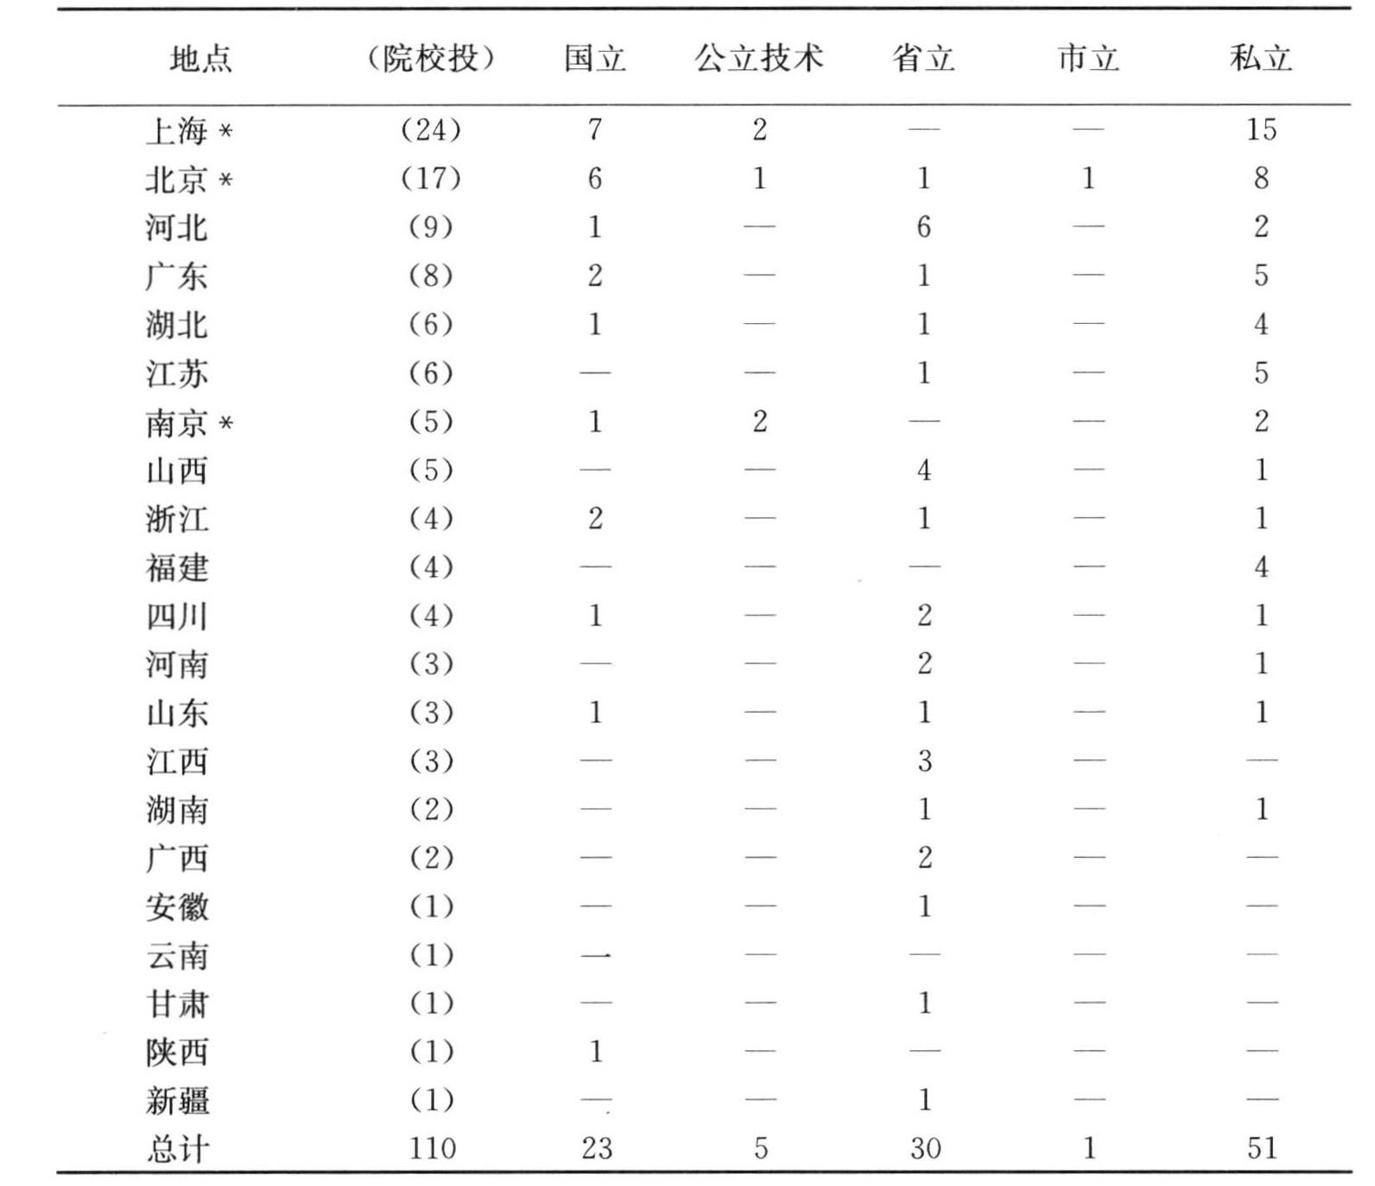 地点 (院校投) 国立 公立技术 省立 市立 私立
上海* (24) 7 2 — — 15
北京* (17) 6 1 1 1 8
河北 (9) 1 — 6 — 2
广东 (8) 2 — 1 — 5
湖北 (6) 1 — 1 — 4
江苏 (6) — — 1 — 5
南京* (5) 1 2 — — 2
山西 (5) — — 4 — 1
浙江 (4) 2 — 1 — 1
福建 (4) — — — — 4
四川 (4) 1 — 2 — 1
河南 (3) — — 2 — 1
山东 (3) 1 — 1 — 1
江西 (3) — — 3 — —
湖南 (2) — — 1 — 1
广西 (2) — — 2 — —
安徽 (1) — — 1 — —
云南 (1) 一 — — — —
甘肃 (1) — — 1 — —
陕西 (1) 1 — — — —
新疆 (1) — — 1 — —
总计 110 23 5 30 1 51